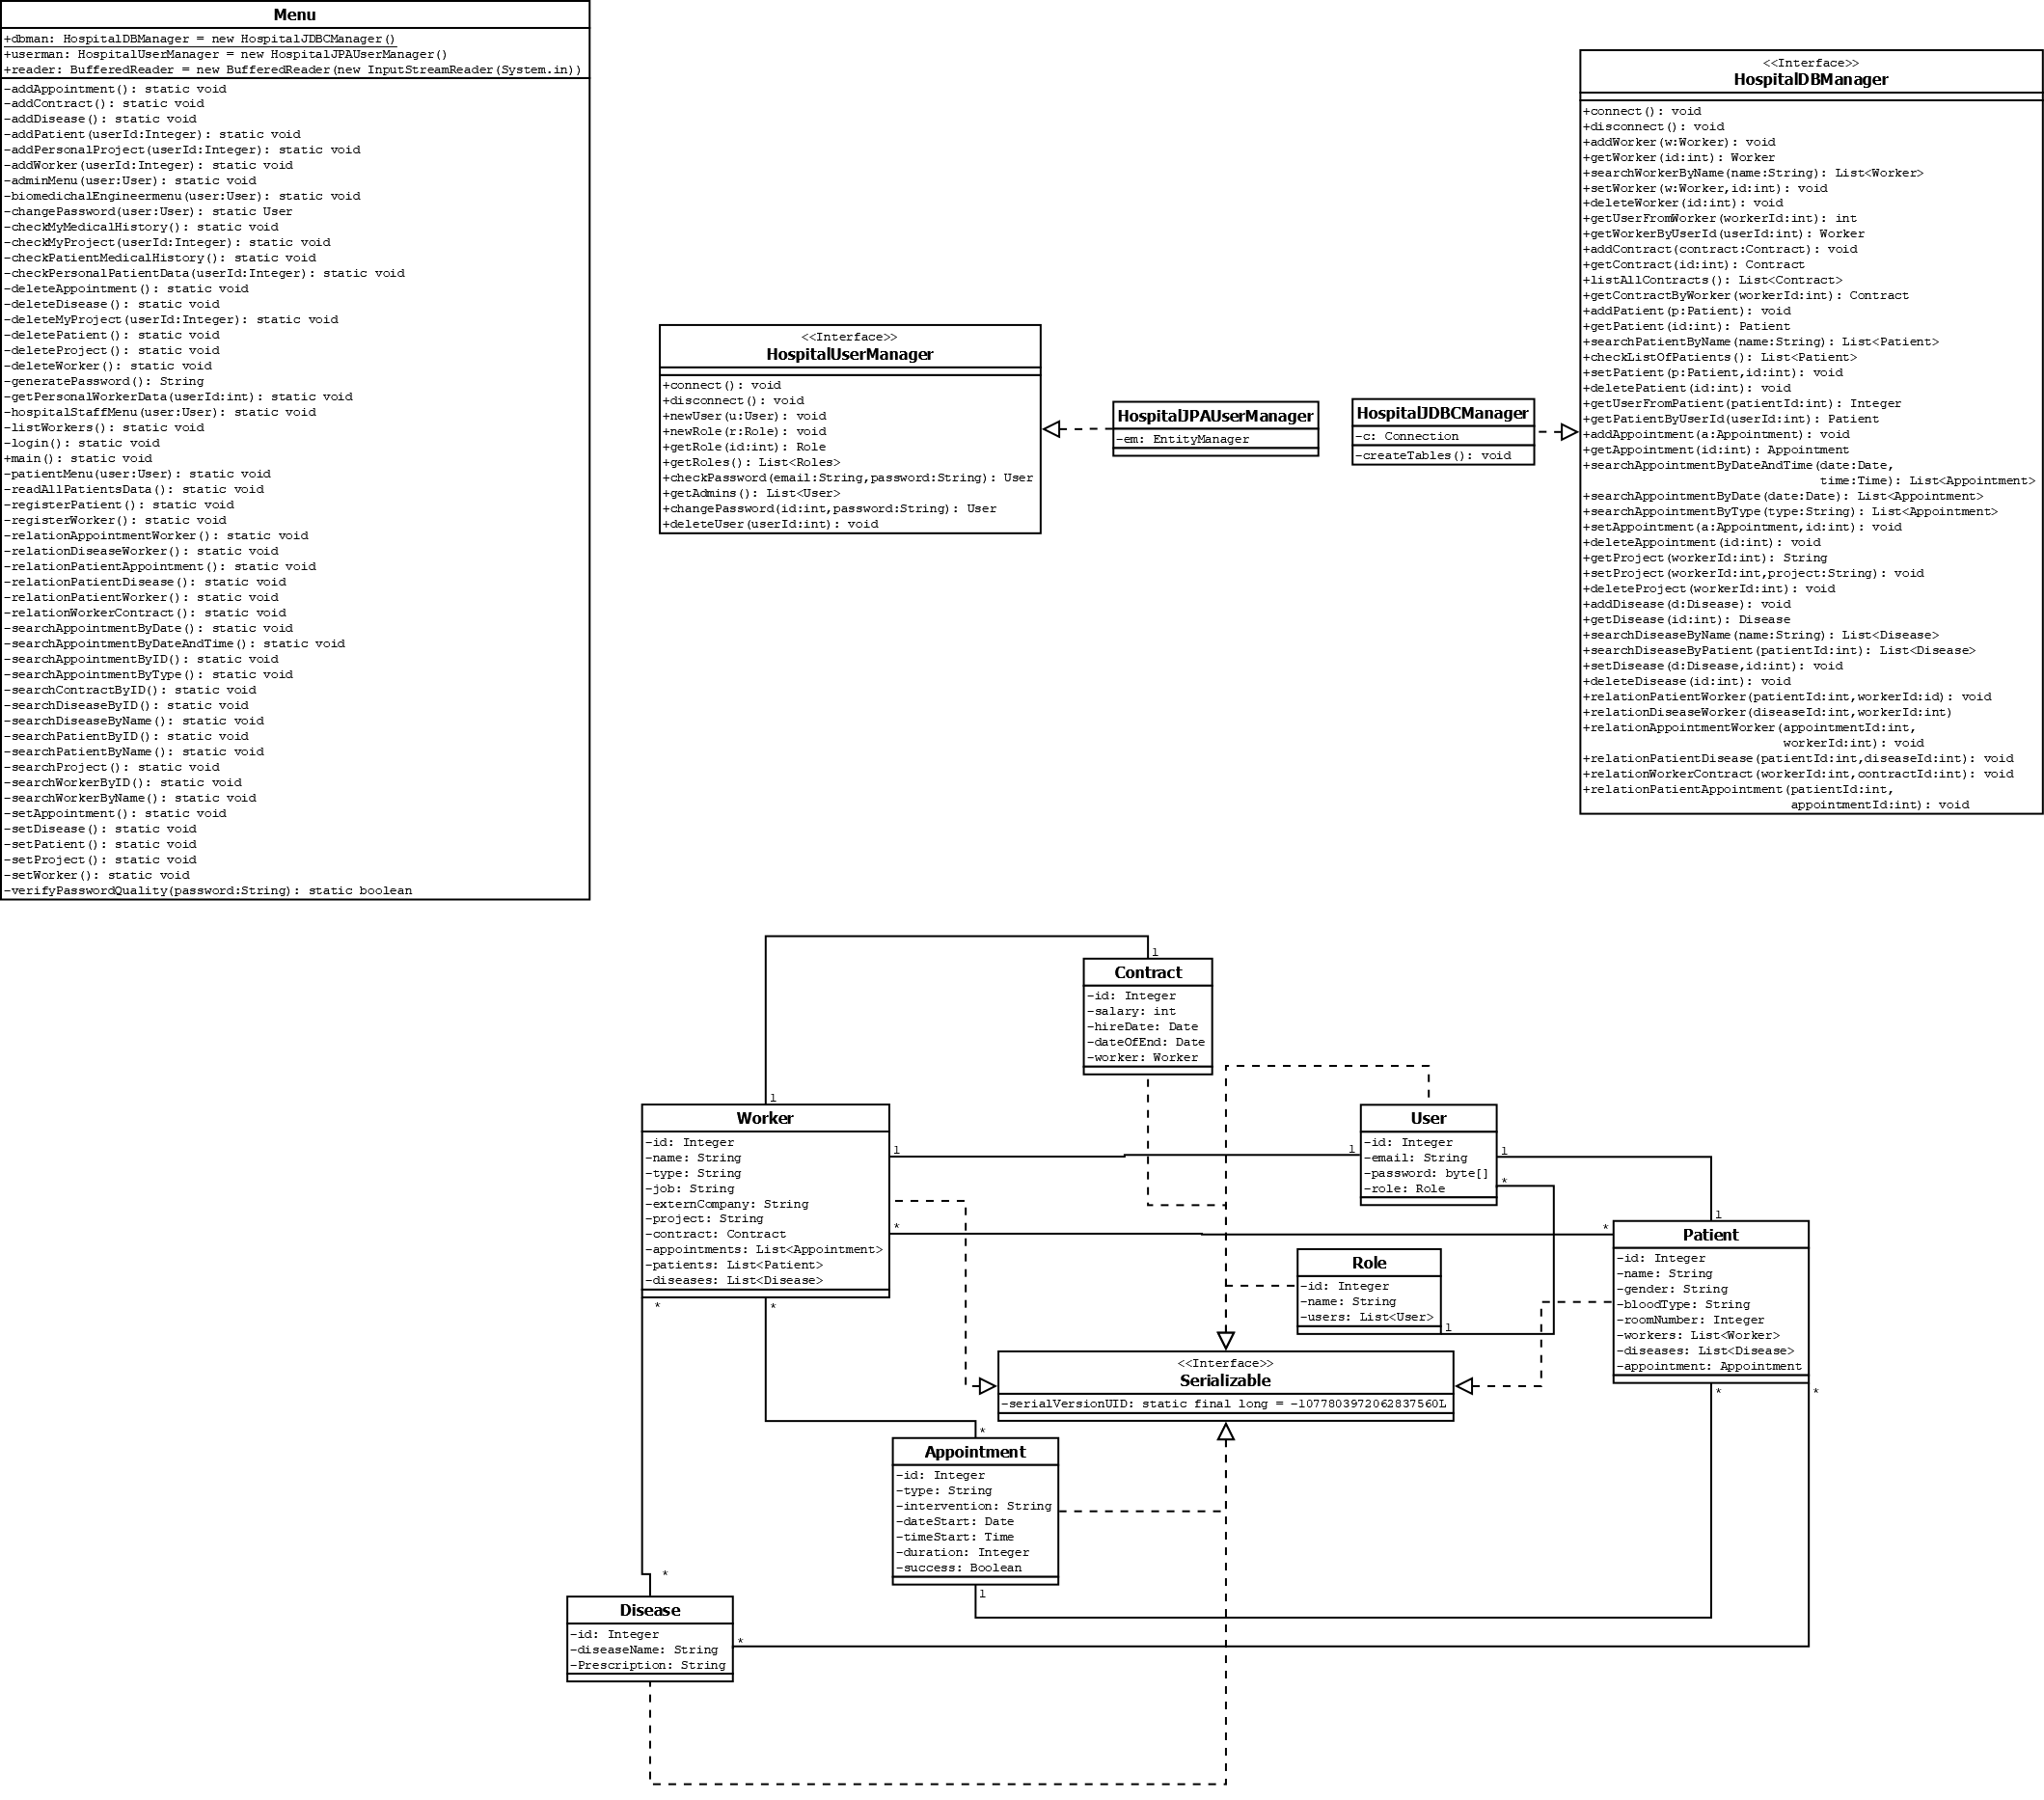 Menu
+dbman: HospitalDBManager = new HospitalJDBCManager()
+userman: HospitalUserManager = new HospitalJPAUserManager()
+reader: BufferedReader = new BufferedReader(new InputStreamReader(System.in))
-addAppointment(): static void
-addContract(): static void
-addDisease(): static void
-addPatient(userId:Integer): static void
-addPersonalProject(userId:Integer): static void
-addWorker(userId:Integer): static void
-adminMenu(user:User): static void
-biomedichalEngineermenu(user:User): static void
-changePassword(user:User): static User
-checkMyMedicalHistory(): static void
-checkMyProject(userId:Integer): static void
-checkPatientMedicalHistory(): static void
-checkPersonalPatientData(userId:Integer): static void
-deleteAppointment(): static void
-deleteDisease(): static void
-deleteMyProject(userId:Integer): static void
-deletePatient(): static void
-deleteProject(): static void
-deleteWorker(): static void
-generatePassword(): String
-getPersonalWorkerData(userId:int): static void
-hospitalStaffMenu(user:User): static void
-listWorkers(): static void
-login(): static void
+main(): static void
-patientMenu(user:User): static void
-readAllPatientsData(): static void
-registerPatient(): static void
-registerWorker(): static void
-relationAppointmentWorker(): static void
-relationDiseaseWorker(): static void
-relationPatientAppointment(): static void
-relationPatientDisease(): static void
-relationPatientWorker(): static void
-relationWorkerContract(): static void
-searchAppointmentByDate(): static void
-searchAppointmentByDateAndTime(): static void
-searchAppointmentByID(): static void
-searchAppointmentByType(): static void
-searchContractByID(): static void
-searchDiseaseByID(): static void
-searchDiseaseByName(): static void
-searchPatientByID(): static void
-searchPatientByName(): static void
-searchProject(): static void
-searchWorkerByID(): static void
-searchWorkerByName(): static void
-setAppointment(): static void
-setDisease(): static void
-setPatient(): static void
-setProject(): static void
-setWorker(): static void
-verifyPasswordQuality(password:String): static boolean
<<Interface>>
HospitalUserManager
+connect(): void
+disconnect(): void
+newUser(u:User): void
+newRole(r:Role): void
+getRole(id:int): Role
+getRoles(): List<Roles>
+checkPassword(email:String,password:String): User
+getAdmins(): List<User>
+changePassword(id:int,password:String): User
+deleteUser(userId:int): void
HospitalJPAUserManager
-em: EntityManager
HospitalJDBCManager
-c: Connection
-createTables(): void
<<Interface>>
HospitalDBManager
+connect(): void
+disconnect(): void
+addWorker(w:Worker): void
+getWorker(id:int): Worker
+searchWorkerByName(name:String): List<Worker>
+setWorker(w:Worker,id:int): void
+deleteWorker(id:int): void
+getUserFromWorker(workerId:int): int
+getWorkerByUserId(userId:int): Worker
+addContract(contract:Contract): void
+getContract(id:int): Contract
+listAllContracts(): List<Contract>
+getContractByWorker(workerId:int): Contract
+addPatient(p:Patient): void
+getPatient(id:int): Patient
+searchPatientByName(name:String): List<Patient>
+checkListOfPatients(): List<Patient>
+setPatient(p:Patient,id:int): void
+deletePatient(id:int): void
+getUserFromPatient(patientId:int): Integer
+getPatientByUserId(userId:int): Patient
+addAppointment(a:Appointment): void
+getAppointment(id:int): Appointment
+searchAppointmentByDateAndTime(date:Date,
time:Time): List<Appointment>
+searchAppointmentByDate(date:Date): List<Appointment>
+searchAppointmentByType(type:String): List<Appointment>
+setAppointment(a:Appointment,id:int): void
+deleteAppointment(id:int): void
+getProject(workerId:int): String
+setProject(workerId:int,project:String): void
+deleteProject(workerId:int): void
+addDisease(d:Disease): void
+getDisease(id:int): Disease
+searchDiseaseByName(name:String): List<Disease>
+searchDiseaseByPatient(patientId:int): List<Disease>
+setDisease(d:Disease,id:int): void
+deleteDisease(id:int): void
+relationPatientWorker(patientId:int,workerId:id): void
+relationDiseaseWorker(diseaseId:int,workerId:int)
+relationAppointmentWorker(appointmentId:int,
workerId:int): void
+relationPatientDisease(patientId:int,diseaseId:int): void
+relationWorkerContract(workerId:int,contractId:int): void
+relationPatientAppointment(patientId:int,
appointmentId:int): void
1
Contract
-id: Integer
-salary: int
-hireDate: Date
-dateOfEnd: Date
-worker: Worker
1
Worker
-id: Integer
-name: String
-type: String
-job: String
-externCompany: String
-project: String
-contract: Contract
-appointments: List<Appointment>
-patients: List<Patient>
-diseases: List<Disease>
1
*
*
*
User
-id: Integer
-email: String
-password: byte[]
-role: Role
1
1
*
Role
-id: Integer
-name: String
-users: List<User>
1
1
*
Patient
-id: Integer
-name: String
-gender: String
-bloodType: String
-roomNumber: Integer
-workers: List<Worker>
-diseases: List<Disease>
-appointment: Appointment
*
*
<<Interface>>
Serializable
-serialVersionUID: static final long = -1077803972062837560L
*
Appointment
-id: Integer
-type: String
-intervention: String
-dateStart: Date
-timeStart: Time
-duration: Integer
-success: Boolean
1
*
Disease
-id: Integer
-diseaseName: String
-Prescription: String
*